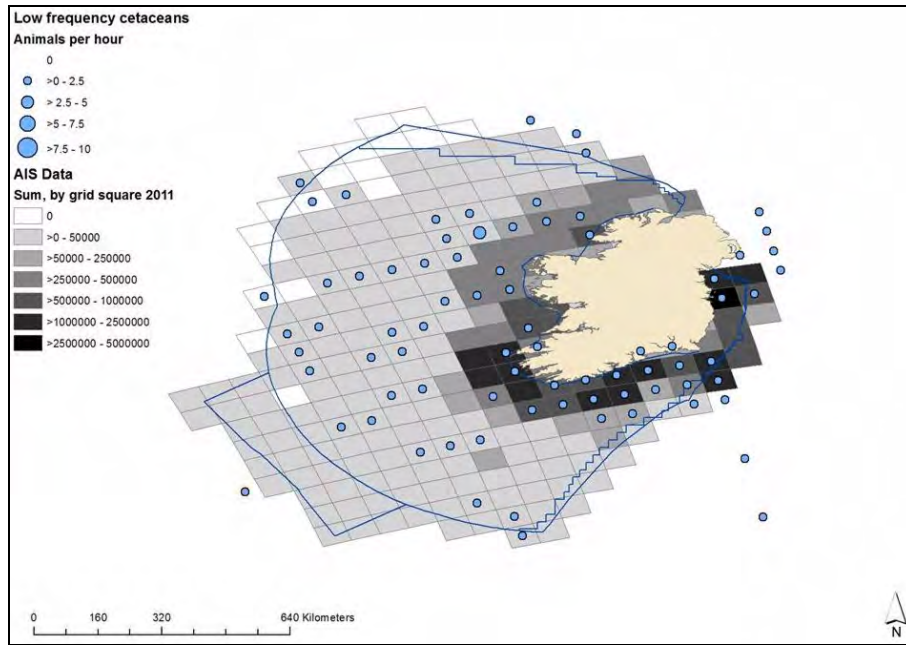 Low frequency cetaceans
Animals per hour
0
>0 - 2.5
> 2.5 - 5
>5 - 7.5
>7.5 - 10
AIS Data
Sum, by grid square 2011
0
>0 - 50000
>50000 - 250000
>250000 - 500000
>500000 - 1000000
>1000000 - 2500000
>2500000 - 5000000
0 160 320 640 Kilometers
N